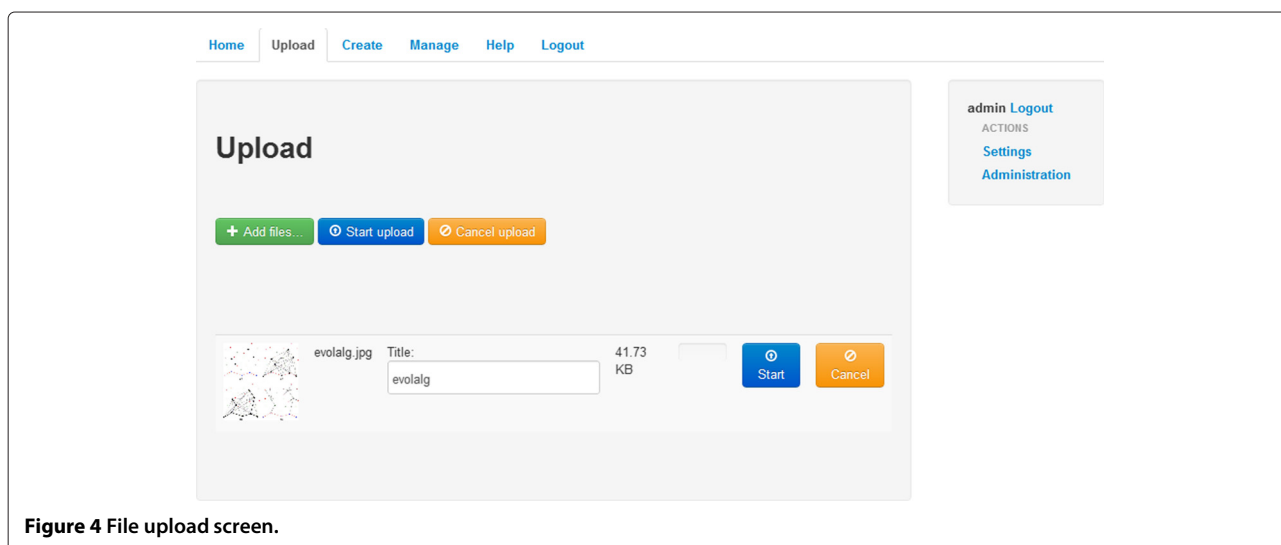 Home Upload Create Manage Help Logout
admin Logout
ACTIONS
Settings
Administration
Upload
Add files... Start upload Cancel upload
evolalg.jpg Title: 41.73
KB
evolalg
Start Cancel
Figure 4 File upload screen.